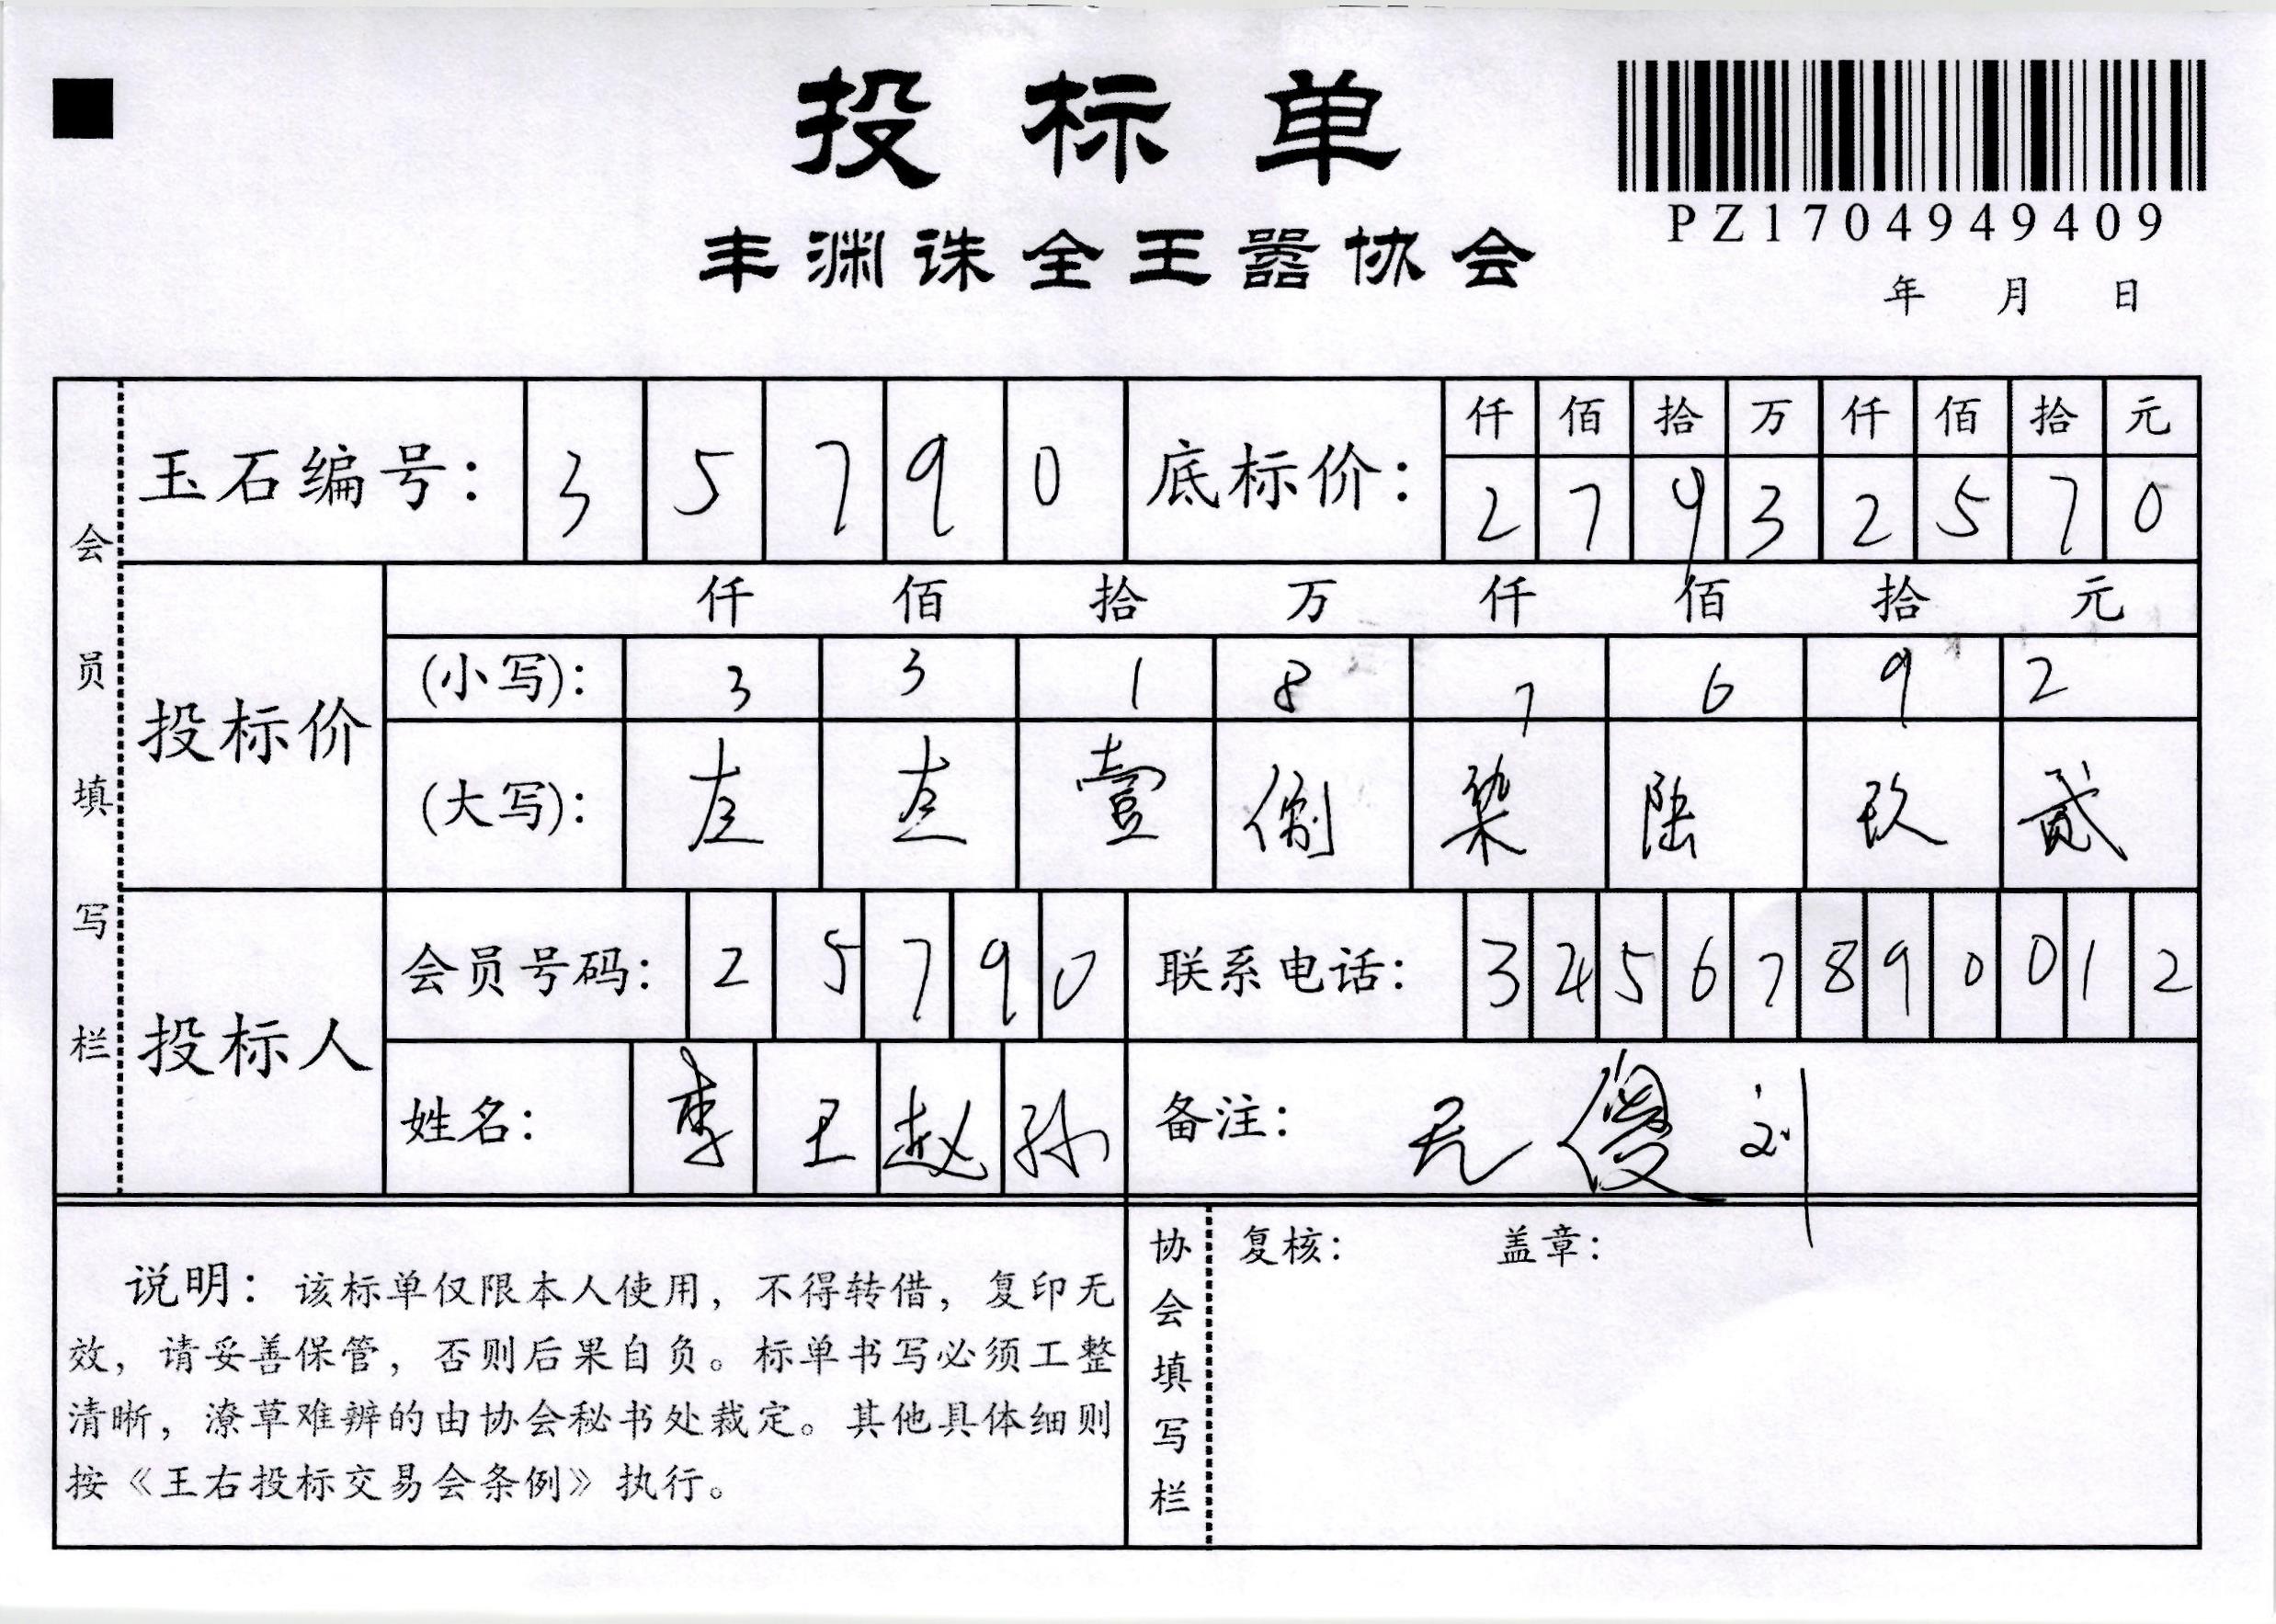 投标单
PZ1704949409
丰渊诛全王嚣协会
年 月 日
会员填写栏
玉石编号： 3 5 7 9 0 底标价： 仟 佰 拾 万 仟 佰 拾 元
2 7 9 3 2 5 7 0
投标价 仟 佰 拾 万 仟 佰 拾 元
(小写)： 3 3 1 8 7 6 9 2
(大写)： 壹 捌 柒 陆 玖 贰
投标人 会员号码： 2 5 7 9 0 联系电话： 3 2 4 5 6 7 8 9 0 0 1 2
姓名： 李 王 赵 孙 备注： 无 刘
说明：该标单仅限本人使用，不得转借，复印无
效，请妥善保管，否则后果自负。标单书写必须工整
清晰，潦草难辨的由协会秘书处裁定。其他具体细则
按《王右投标交易会条例》执行。
协会填写栏 复核： 盖章：